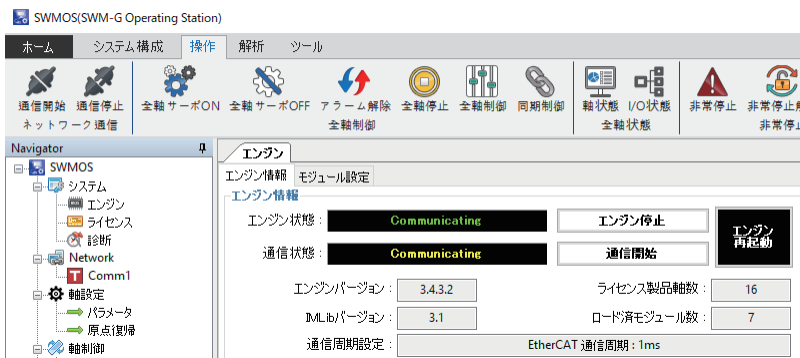 SWMOS(SWM-G Operating Station)
ホーム システム構成 操作 解析 ツール
通信開始 通信停止 全軸サーボON 全軸サーボOFF アラーム解除 全軸停止 全軸制御 同期制御 軸状態 I/O状態 非常停止 非常停止
ネットワーク通信 全軸制御 全軸状態 非常停
Navigator
SWMOS
システム
エンジン
ライセンス
診断
Network
Comm1
軸設定
パラメータ
原点復帰
軸制御
エンジン
エンジン情報 モジュール設定
エンジン情報
エンジン状態 : Communicating エンジン停止
通信状態 : Communicating 通信開始
エンジン
再起動
エンジンバージョン : 3.4.3.2 ライセンス製品軸数 : 16
IMLibバージョン : 3.1 ロード済モジュール数 : 7
通信周期設定 : EtherCAT 通信周期 : 1ms